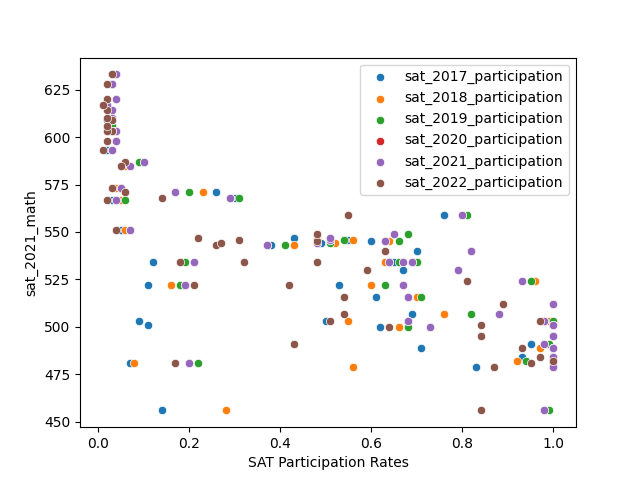 sat_2017_participation
sat_2018_participation
sat_2019_participation
sat_2020_participation
sat_2021_participation
sat_2022_participation
sat_2021_math
625
600
575
550
525
500
475
450
0.0 0.2 0.4 0.6 0.8 1.0
SAT Participation Rates